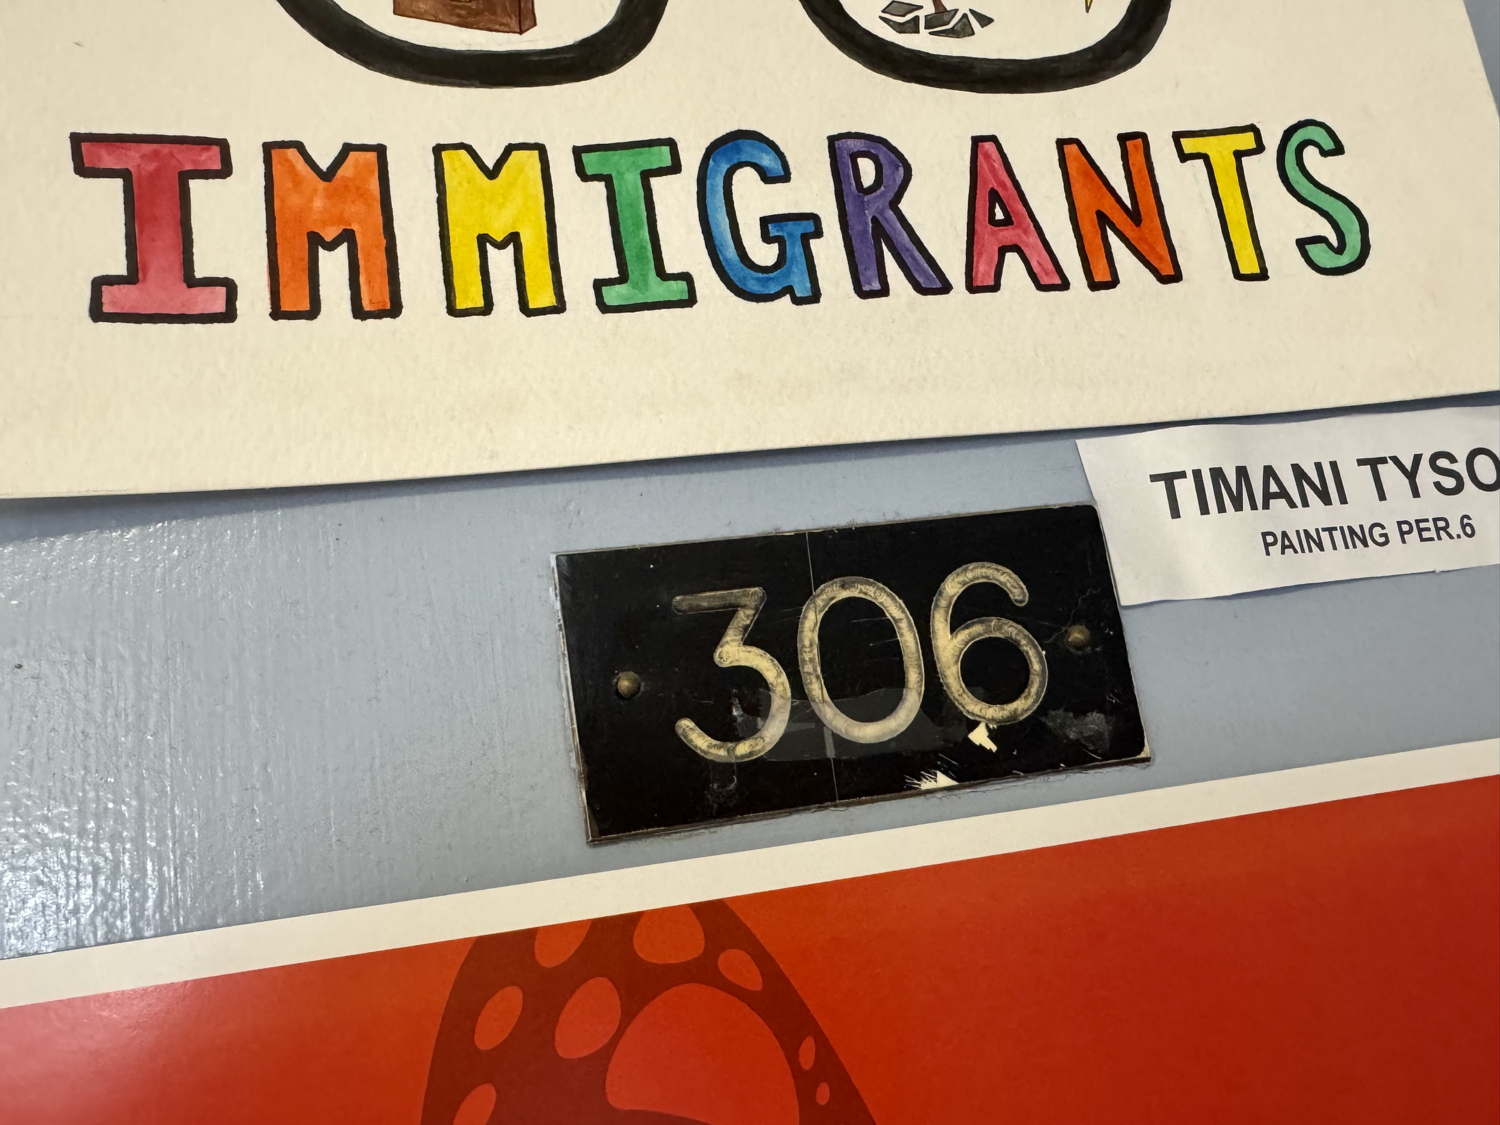 IMMIGRANTS
TIMANI TYSO
PAINTING PER.6
306